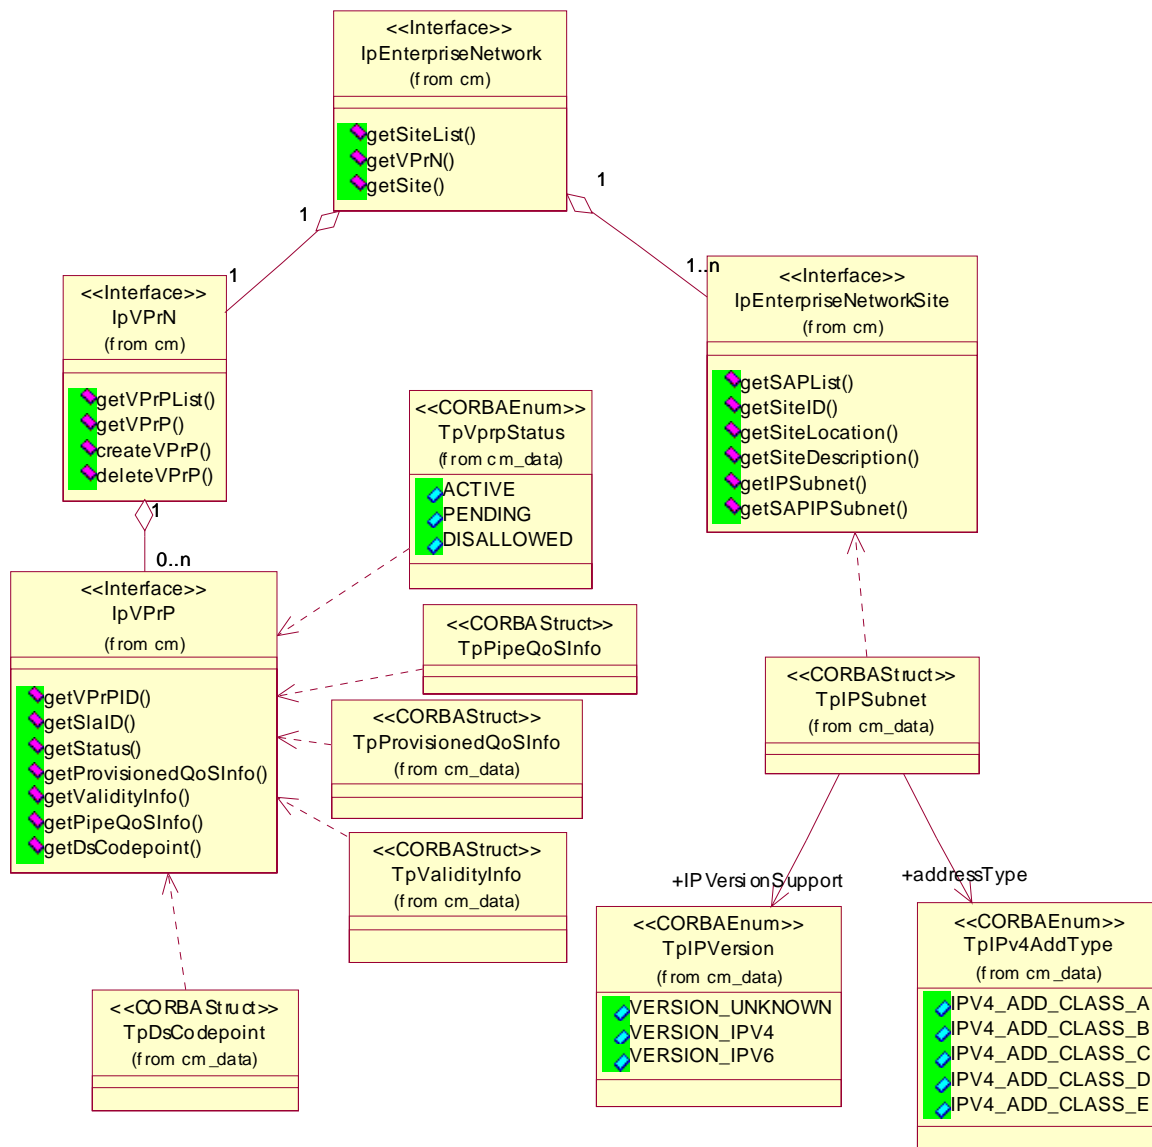 <<Interface>>
IpEnterpriseNetwork
(from cm)
getSiteList()
getVPrN()
getSite()
1
1
1
1..n
<<Interface>>
IpVPrN
(from cm)
getVPrPList()
getVPrP()
createVPrP()
deleteVPrP()
1
0..n
<<Interface>>
IpEnterpriseNetworkSite
(from cm)
getSAPList()
getSiteID()
getSiteLocation()
getSiteDescription()
getIPSubnet()
getSAPIPSubnet()
<<CORBAEnum>>
TpVprpStatus
(from cm_data)
ACTIVE
PENDING
DISALLOWED
<<Interface>>
IpVPrP
(from cm)
getVPrPID()
getSlaID()
getStatus()
getProvisionedQoSInfo()
getValidityInfo()
getPipeQoSInfo()
getDsCodepoint()
<<CORBAStruct>>
TpPipeQoSInfo
<<CORBAStruct>>
TpProvisionedQoSInfo
(from cm_data)
<<CORBAStruct>>
TpValidityInfo
(from cm_data)
<<CORBAStruct>>
TpDsCodepoint
(from cm_data)
<<CORBAStruct>>
TpIPSubnet
(from cm_data)
+IPVersionSupport
+addressType
<<CORBAEnum>>
TpIPVersion
(from cm_data)
VERSION_UNKNOWN
VERSION_IPV4
VERSION_IPV6
<<CORBAEnum>>
TpIPv4AddType
(from cm_data)
IPV4_ADD_CLASS_A
IPV4_ADD_CLASS_B
IPV4_ADD_CLASS_C
IPV4_ADD_CLASS_D
IPV4_ADD_CLASS_E